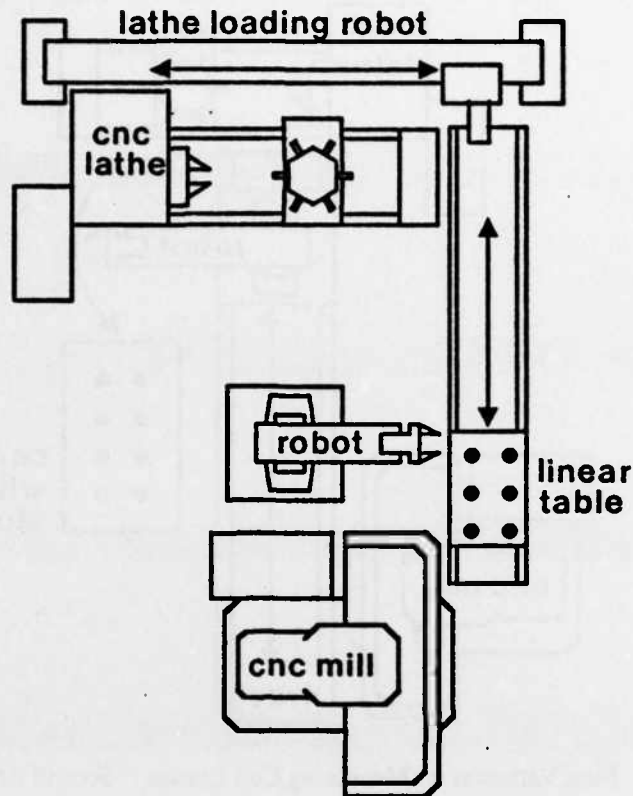 lathe loading robot
cnc
lathe
robot
linear
table
cnc mill